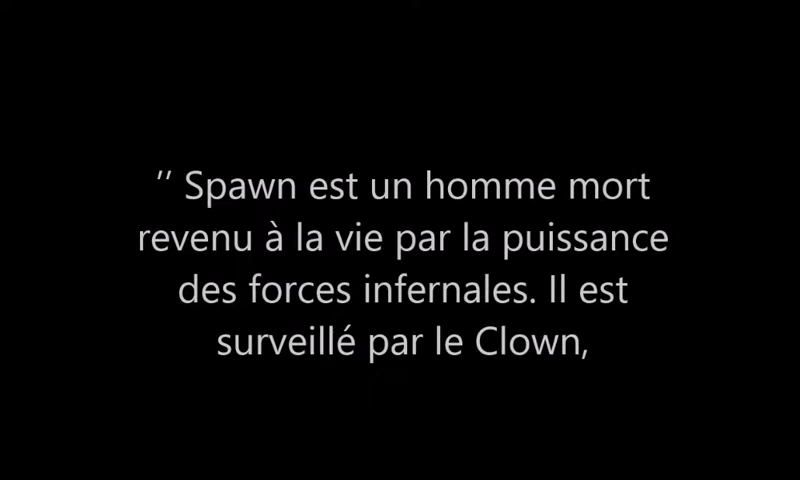 ’’ Spawn est un homme mort
revenu à la vie par la puissance
des forces infernales. Il est
surveillé par le Clown,